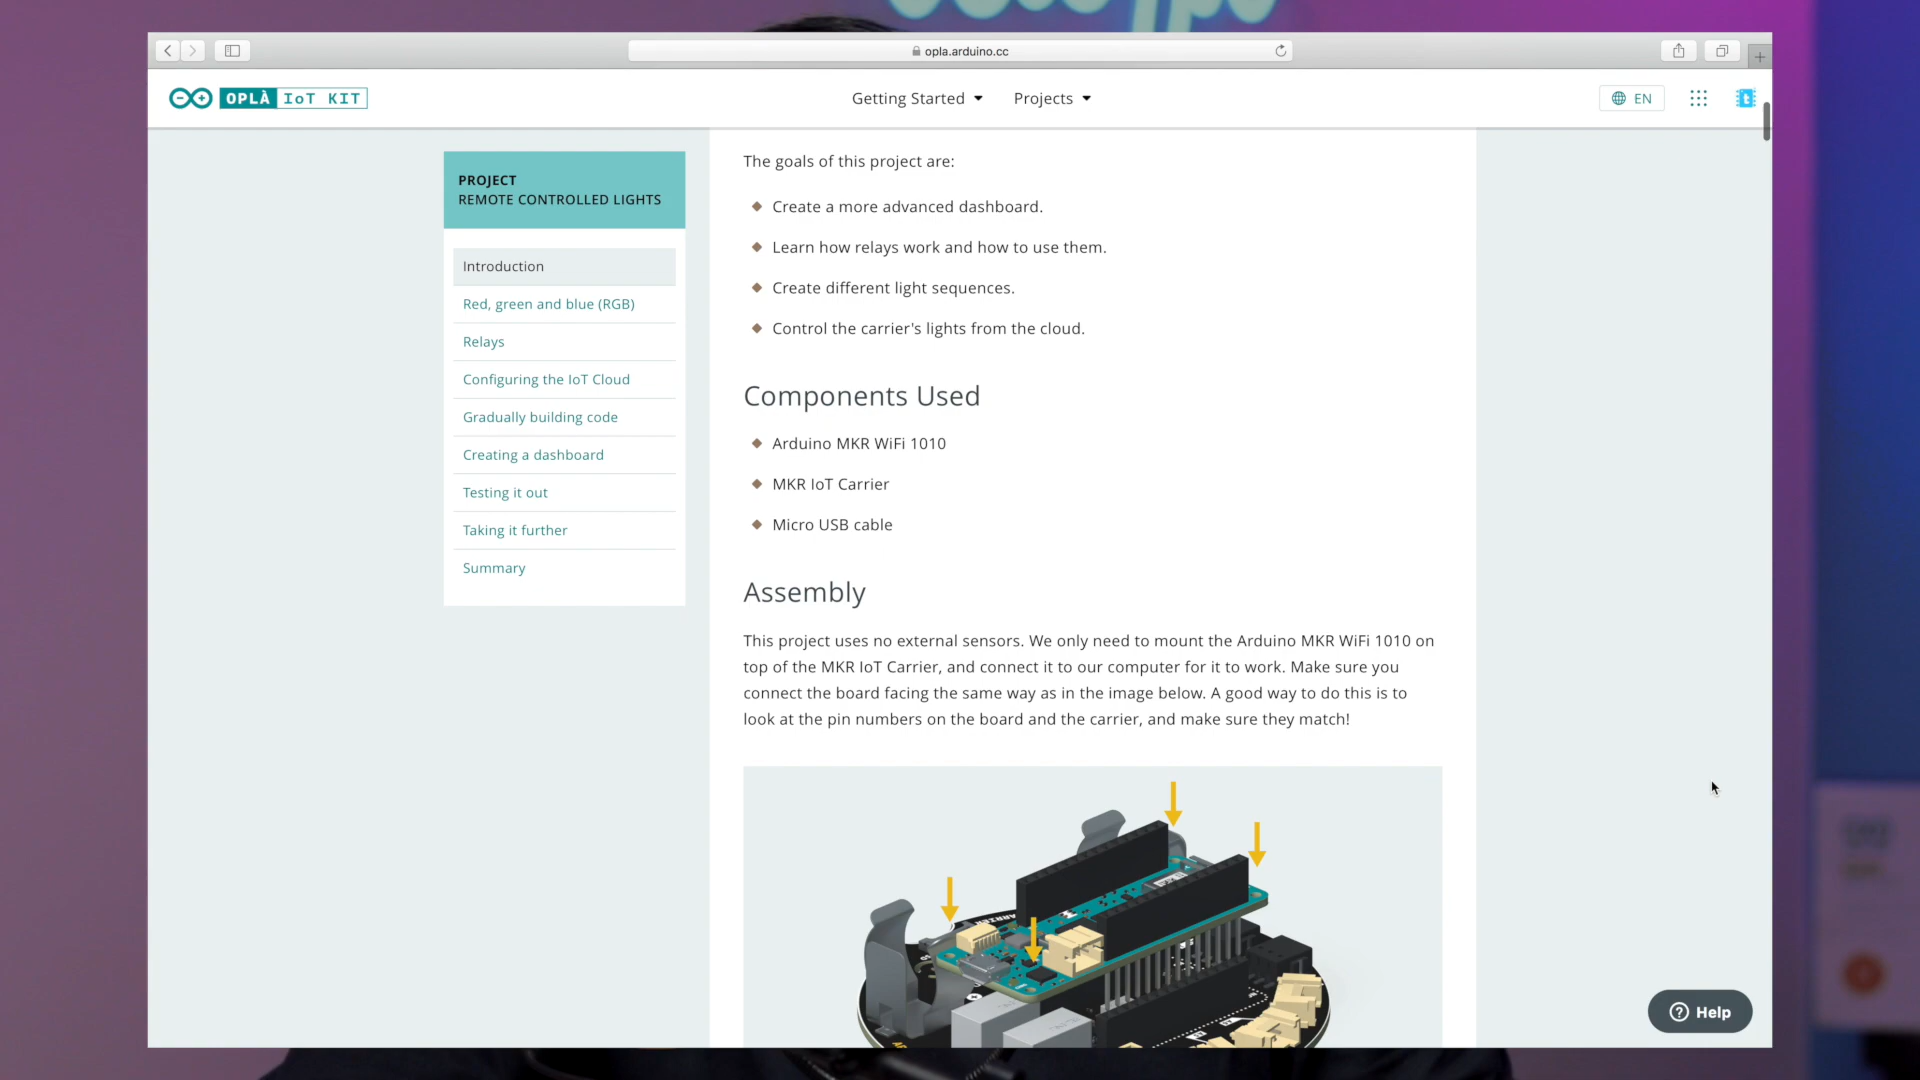 opla.arduino.cc
OPLÀ IoT KIT
Getting Started
Projects
EN
PROJECT
REMOTE CONTROLLED LIGHTS
Introduction
Red, green and blue (RGB)
Relays
Configuring the IoT Cloud
Gradually building code
Creating a dashboard
Testing it out
Taking it further
Summary
The goals of this project are:
Create a more advanced dashboard.
Learn how relays work and how to use them.
Create different light sequences.
Control the carrier's lights from the cloud.
Components Used
Arduino MKR WiFi 1010
MKR IoT Carrier
Micro USB cable
Assembly
This project uses no external sensors. We only need to mount the Arduino MKR WiFi 1010 on
top of the MKR IoT Carrier, and connect it to our computer for it to work. Make sure you
connect the board facing the same way as in the image below. A good way to do this is to
look at the pin numbers on the board and the carrier, and make sure they match!
Help